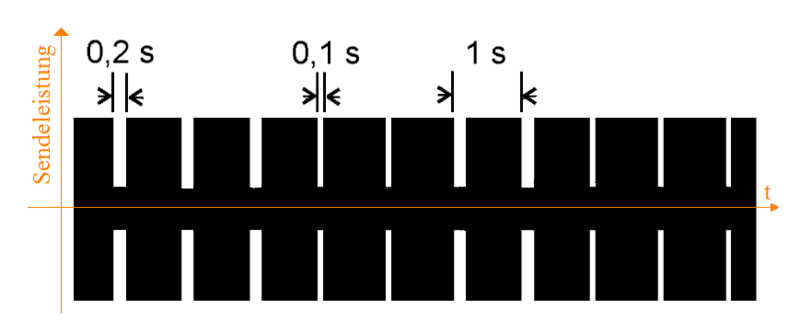 0,2 s
0,1 s
1 s
Sendeleistung
t